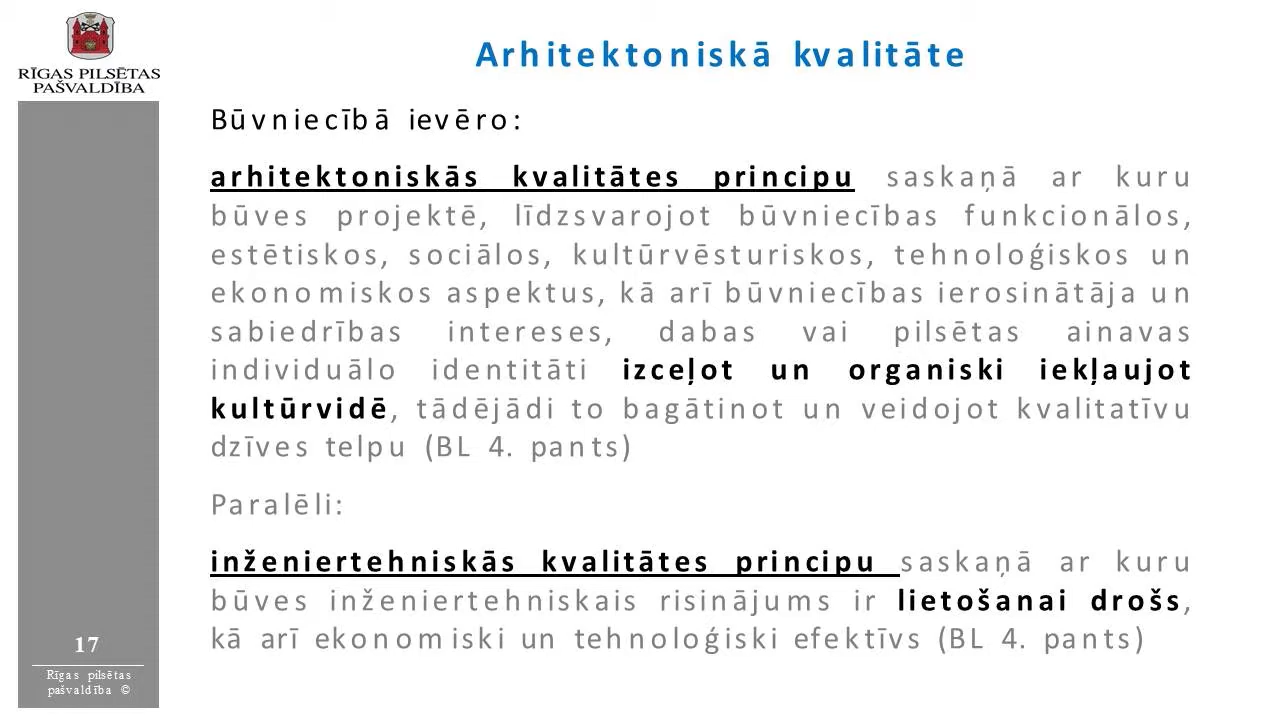 RĪGAS PILSĒTAS
PAŠVALDĪBA
Arhitektoniskā kvalitāte
Būvniecībā ievēro:
arhitektoniskās kvalitātes principu saskaņā ar kuru
būves projektē, līdzsvarojot būvniecības funkcionālos,
estētiskos, sociālos, kultūrvēsturiskos, tehnoloģiskos un
ekonomiskos aspektus, kā arī būvniecības ierosinātāja un
sabiedrības intereses, dabas vai pilsētas ainavas
individuālo identitāti izceļot un organiski iekļaujot
kultūrvidē, tādējādi to bagātinot un veidojot kvalitatīvu
dzīves telpu (BL 4. pants)
Paralēli:
inženiertehniskās kvalitātes principu saskaņā ar kuru
būves inženiertehniskais risinājums ir lietošanai drošs,
kā arī ekonomiski un tehnoloģiski efektīvs (BL 4. pants)
17
Rīgas pilsētas
pašvaldība ©